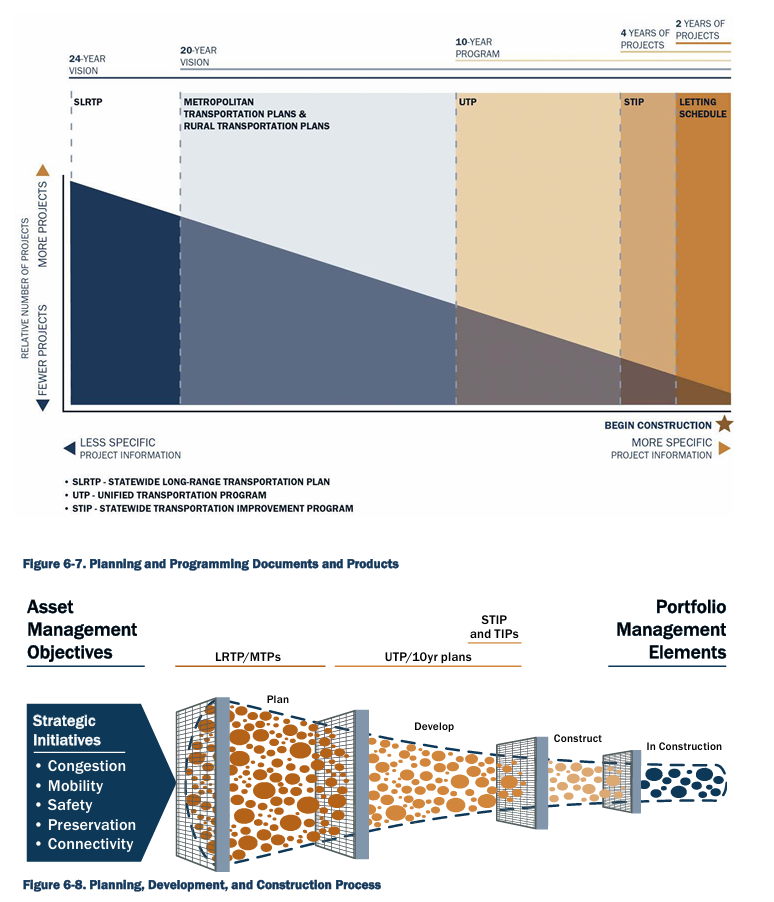 2 YEARS OF
PROJECTS
4 YEARS OF
PROJECTS
10-YEAR
PROGRAM
20-YEAR
VISION
24-YEAR
VISION
SLRTP
METROPOLITAN
TRANSPORTATION PLANS &
RURAL TRANSPORTATION PLANS
UTP
STIP
LETTING
SCHEDULE
RELATIVE NUMBER OF PROJECTS
MORE PROJECTS
FEWER PROJECTS
BEGIN CONSTRUCTION
LESS SPECIFIC
PROJECT INFORMATION
MORE SPECIFIC
PROJECT INFORMATION
• SLRTP - STATEWIDE LONG-RANGE TRANSPORTATION PLAN
• UTP - UNIFIED TRANSPORTATION PROGRAM
• STIP - STATEWIDE TRANSPORTATION IMPROVEMENT PROGRAM
Figure 6-7. Planning and Programming Documents and Products
Asset
Management
Objectives
LRTP/MTPs
UTP/10yr plans
STIP
and TIPs
Portfolio
Management
Elements
Strategic
Initiatives
• Congestion
• Mobility
• Safety
• Preservation
• Connectivity
Plan
Develop
Construct
In Construction
Figure 6-8. Planning, Development, and Construction Process